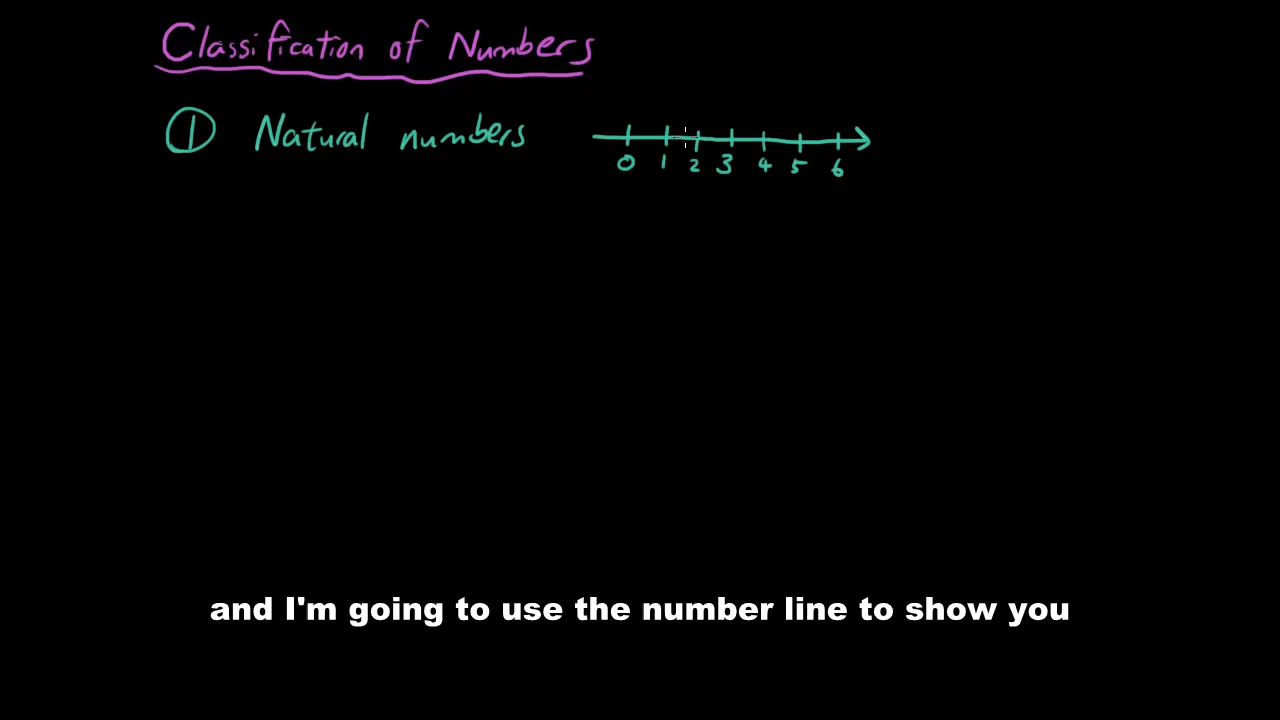 Classification of Numbers
① Natural numbers
0 1 2 3 4 5 6
and I'm going to use the number line to show you